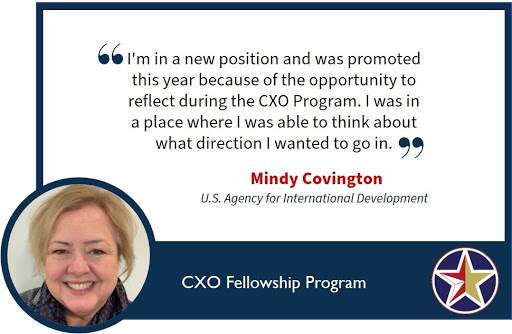 “I'm in a new position and was promoted
this year because of the opportunity to
reflect during the CXO Program. I was in
a place where I was able to think about
what direction I wanted to go in. ”
Mindy Covington
U.S. Agency for International Development
CXO Fellowship Program